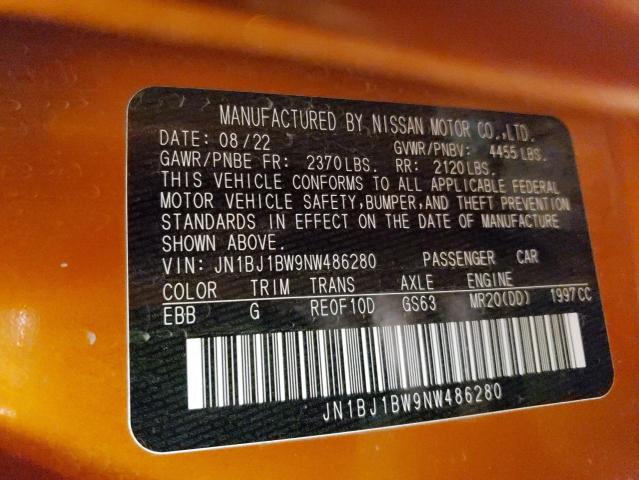 MANUFACTURED BY NISSAN MOTOR CO.,LTD.
DATE: 08/22 GVWR/PNBV: 4455 LBS.
GAWR/PNBE FR: 2370 LBS. RR: 2120 LBS.
THIS VEHICLE CONFORMS TO ALL APPLICABLE FEDERAL
MOTOR VEHICLE SAFETY, BUMPER, AND THEFT PREVENTION
STANDARDS IN EFFECT ON THE DATE OF MANUFACTURE
SHOWN ABOVE.
VIN: JN1BJ1BW9NW486280 PASSENGER CAR
COLOR TRIM TRANS AXLE ENGINE
EBB G RE0F10D GS63 MR20(DD) 1997CC
JN1BJ1BW9NW486280